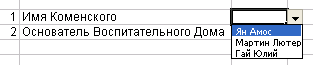 1 Имя Коменского
2 Основатель Воспитательного Дома
Ян Амос
Мартин Лютер
Гай Юлий